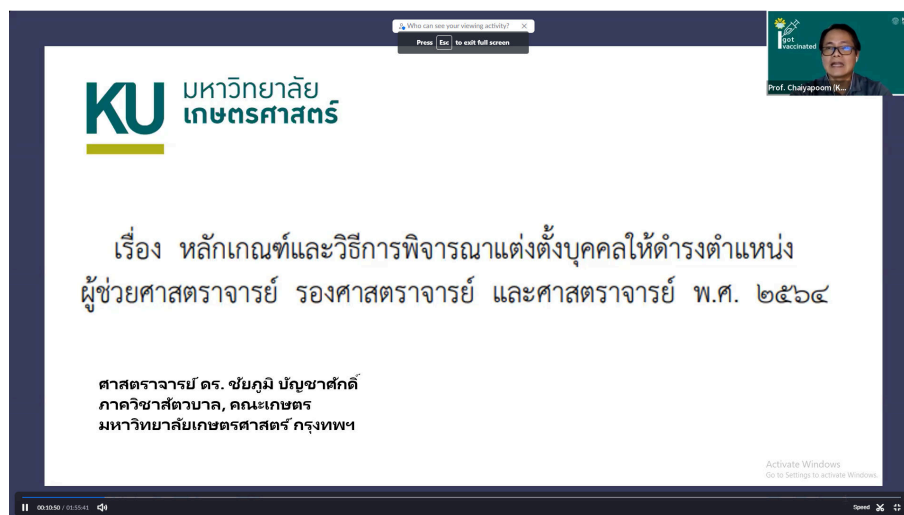 Who can see your viewing activity? ×
Press Esc to exit full screen
I got vaccinated
Prof. Chaiyapoom (K...
KU มหาวิทยาลัย
เกษตรศาสตร์
เรื่อง หลักเกณฑ์และวิธีการพิจารณาแต่งตั้งบุคคลให้ดำรงตำแหน่ง
ผู้ช่วยศาสตราจารย์ รองศาสตราจารย์ และศาสตราจารย์ พ.ศ. ๒๕๖๔
ศาสตราจารย์ ดร. ชัยภูมิ บัญชาศักดิ์
ภาควิชาสัตวบาล, คณะเกษตร
มหาวิทยาลัยเกษตรศาสตร์ กรุงทพฯ
Activate Windows
Go to Settings to activate Windows.
00:10:50 / 01:55:41
Speed